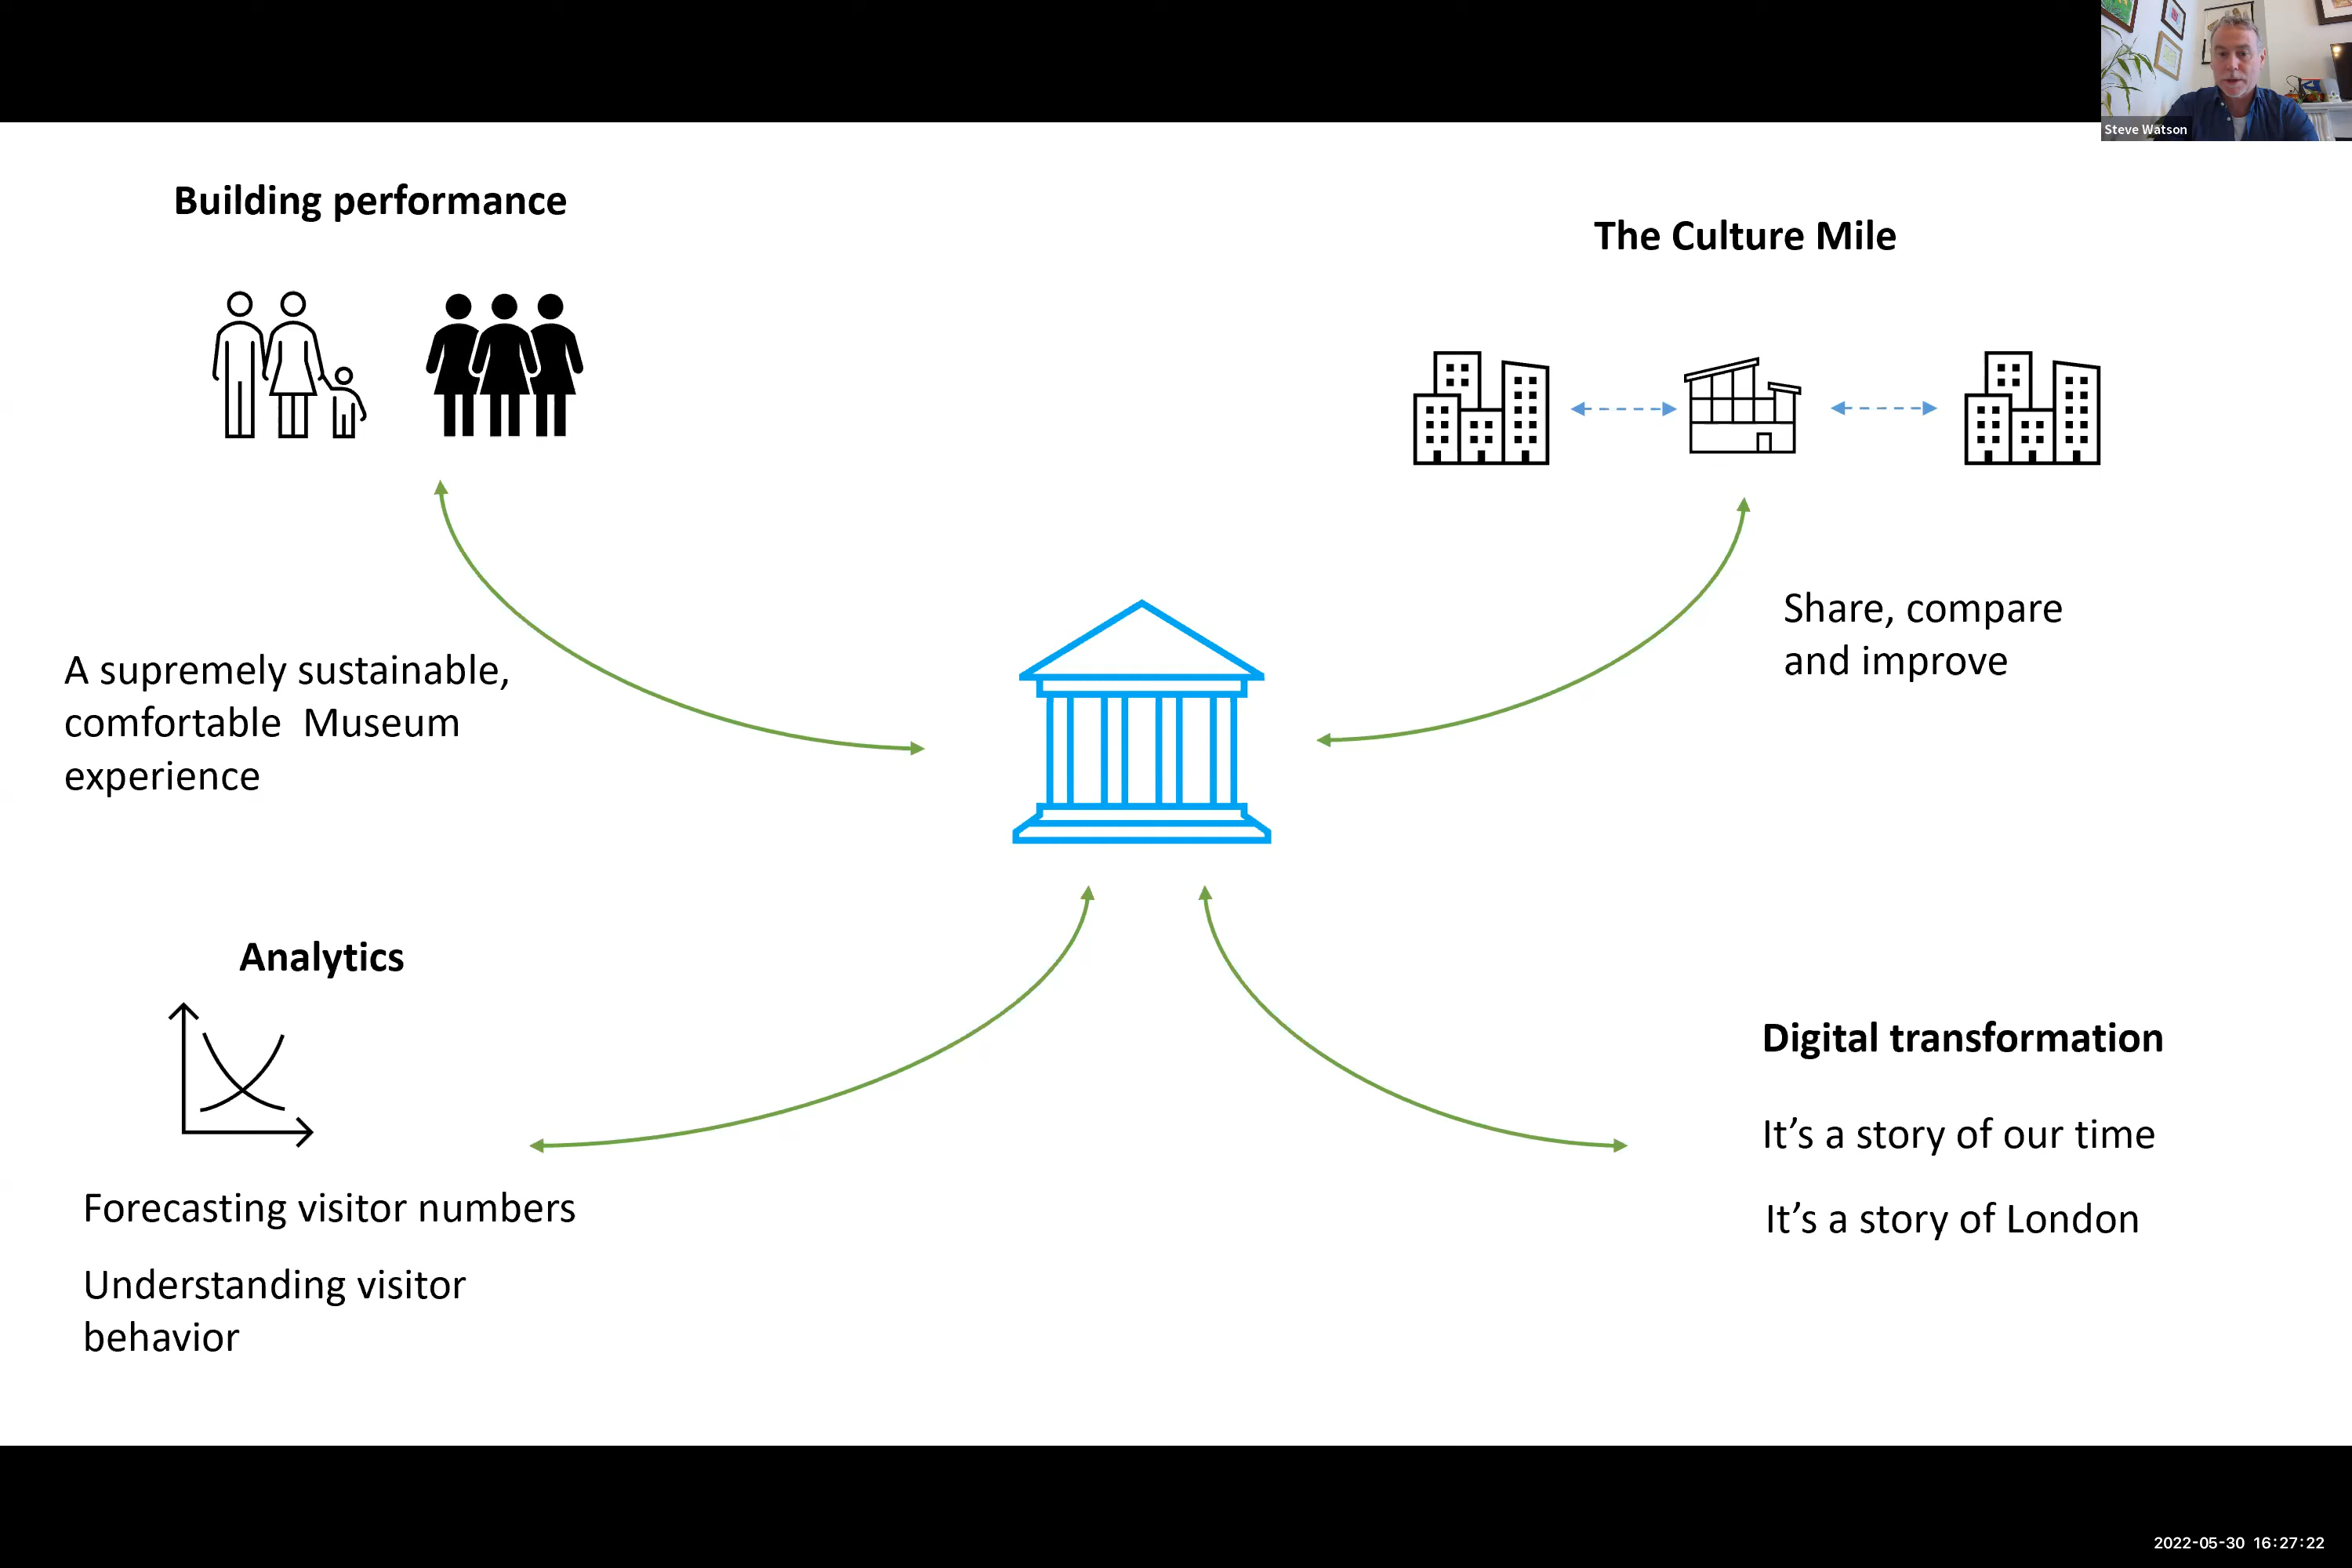 Steve Watson
Building performance
The Culture Mile
Share, compare
and improve
A supremely sustainable,
comfortable  Museum
experience
Analytics
Forecasting visitor numbers
Understanding visitor
behavior
Digital transformation
It’s a story of our time
It’s a story of London
2022-05-30 16:27:22